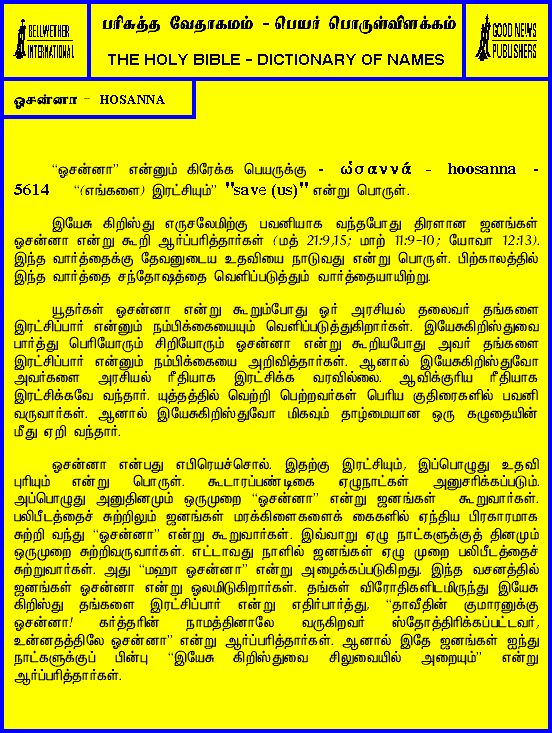 BELLWETHER
INTERNATIONAL
பரிசுத்த வேதாகமம் - பெயர் பொருள்விளக்கம்
THE HOLY BIBLE - DICTIONARY OF NAMES
GOOD NEWS
PUBLISHERS
ஓசன்னா - HOSANNA
“ஓசன்னா” என்னும் கிரேக்க பெயருக்கு - ὡσαννά - hoosanna -
5614 “(எங்களை) இரட்சியும்” "save (us)" என்று பொருள்.
இயேசு கிறிஸ்து எருசலேமிற்கு பவனியாக வந்தபோது திரளான ஜனங்கள்
ஓசன்னா என்று கூறி ஆர்ப்பரித்தார்கள் (மத் 21:9,15; மாற் 11:9-10; யோவா 12:13).
இந்த வார்த்தைக்கு தேவனுடைய உதவியை நாடுவது என்று பொருள். பிற்காலத்தில்
இந்த வார்த்தை சந்தோஷத்தை வெளிப்படுத்தும் வார்த்தையாயிற்று.
யூதர்கள் ஓசன்னா என்று கூறும்போது ஓர் அரசியல் தலைவர் தங்களை
இரட்சிப்பார் என்னும் நம்பிக்கையையும் வெளிப்படுத்துகிறார்கள். இயேசுகிறிஸ்துவை
பார்த்து பெரியோரும் சிறியோரும் ஓசன்னா என்று கூறியபோது அவர் தங்களை
இரட்சிப்பார் என்னும் நம்பிக்கையை அறிவித்தார்கள். ஆனால் இயேசுகிறிஸ்துவோ
அவர்களை அரசியல் ரீதியாக இரட்சிக்க வரவில்லை. ஆவிக்குரிய ரீதியாக
இரட்சிக்கவே வந்தார். யுத்தத்தில் வெற்றி பெற்றவர்கள் பெரிய குதிரைகளில் பவனி
வருவார்கள். ஆனால் இயேசுகிறிஸ்துவோ மிகவும் தாழ்மையான ஒரு கழுதையின்
மீது ஏறி வந்தார்.
ஓசன்னா என்பது எபிரெயச்சொல். இதற்கு இரட்சியும், இப்பொழுது உதவி
புரியும் என்று பொருள். கூடாரப்பண்டிகை ஏழுநாட்கள் அனுசரிக்கப்படும்.
அப்பொழுது அனுதினமும் ஒருமுறை “ஓசன்னா” என்று ஜனங்கள் கூறுவார்கள்.
பலிபீடத்தைச் சுற்றிலும் ஜனங்கள் மரக்கிளைகளைக் கைகளில் ஏந்திய பிரகாரமாக
சுற்றி வந்து “ஓசன்னா” என்று கூறுவார்கள். இவ்வாறு ஏழு நாட்களுக்குத் தினமும்
ஒருமுறை சுற்றிவருவார்கள். எட்டாவது நாளில் ஜனங்கள் ஏழு முறை பலிபீடத்தைச்
சுற்றுவார்கள். அது “மஹா ஓசன்னா” என்று அழைக்கப்படுகிறது. இந்த வசனத்தில்
ஜனங்கள் ஓசன்னா என்று ஓலமிடுகிறார்கள். தங்கள் விரோதிகளிடமிருந்து இயேசு
கிறிஸ்து தங்களை இரட்சிப்பார் என்று எதிர்பார்த்து, “தாவீதின் குமாரனுக்கு
ஓசன்னா! கர்த்தரின் நாமத்தினாலே வருகிறவர் ஸ்தோத்திரிக்கப்பட்டவர்,
உன்னதத்திலே ஓசன்னா” என்று ஆர்ப்பரித்தார்கள். ஆனால் இதே ஜனங்கள் ஐந்து
நாட்களுக்குப் பின்பு “இயேசு கிறிஸ்துவை சிலுவையில் அறையும்” என்று
ஆர்ப்பரித்தார்கள்.